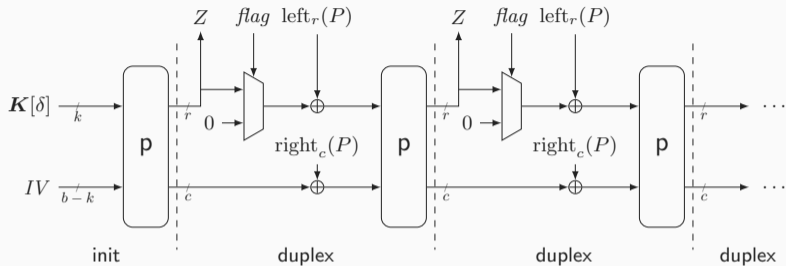 Z flag left_r(P) Z flag left_r(P)
K[δ] k p r p r p r ...
0 0
right_c(P) right_c(P)
IV b − k c c c ...
init duplex duplex duplex